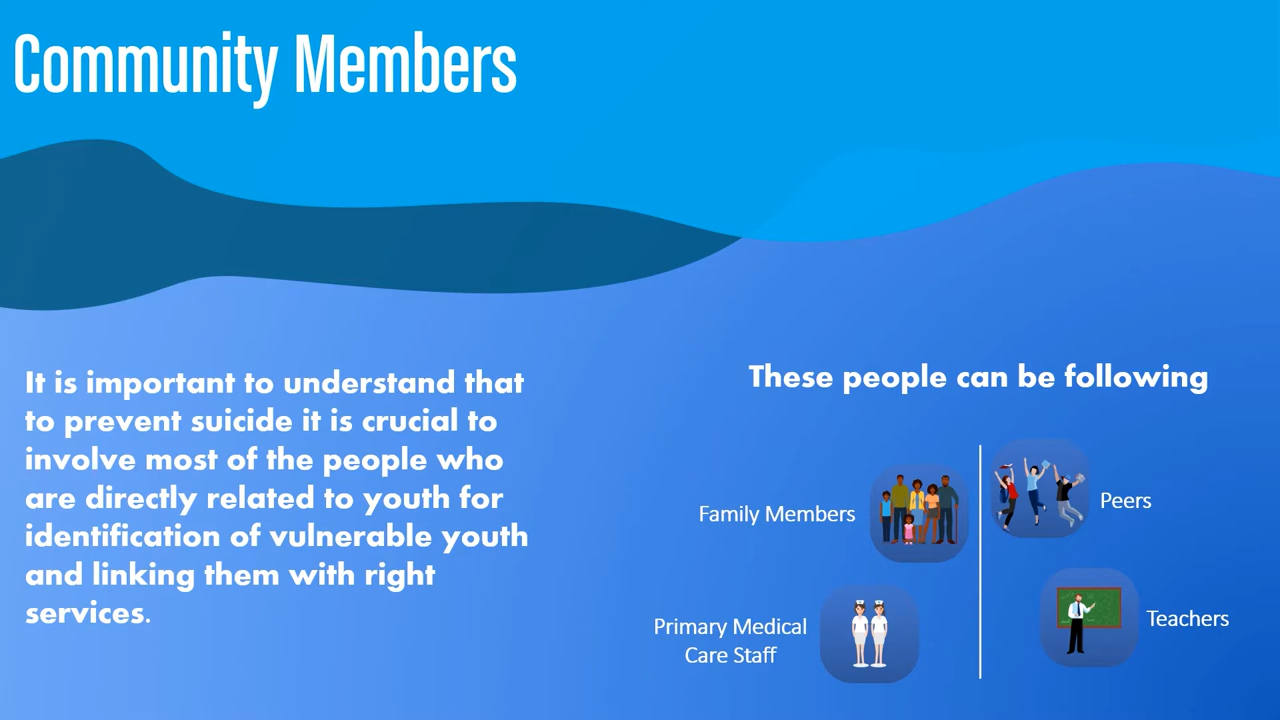 Community Members
It is important to understand that
to prevent suicide it is crucial to
involve most of the people who
are directly related to youth for
identification of vulnerable youth
and linking them with right
services.
These people can be following
Family Members
Peers
Primary Medical
Care Staff
Teachers